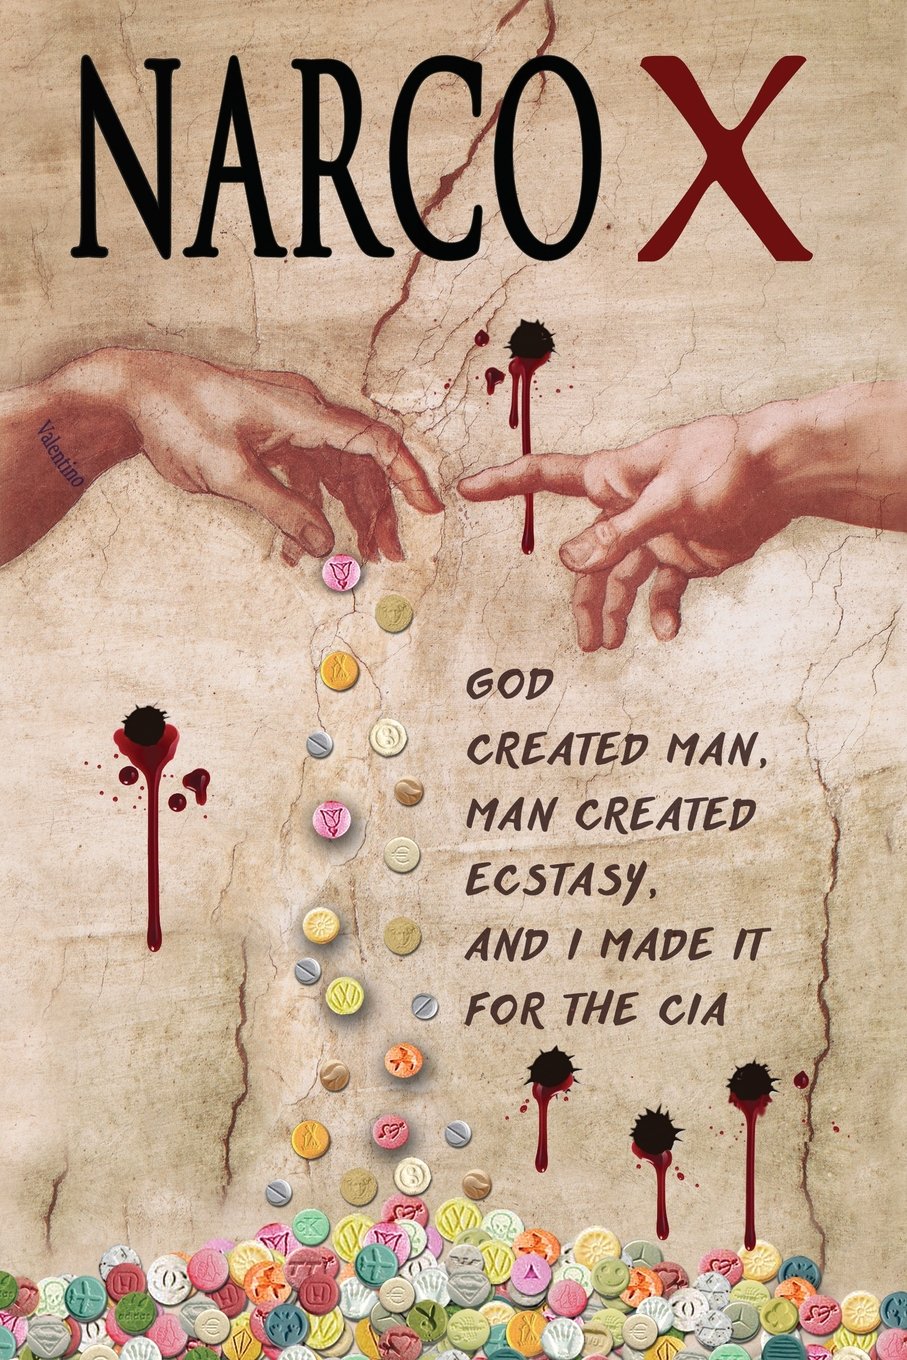 NARCO X
Valentino
GOD
CREATED MAN,
MAN CREATED
ECSTASY,
AND I MADE IT
FOR THE CIA